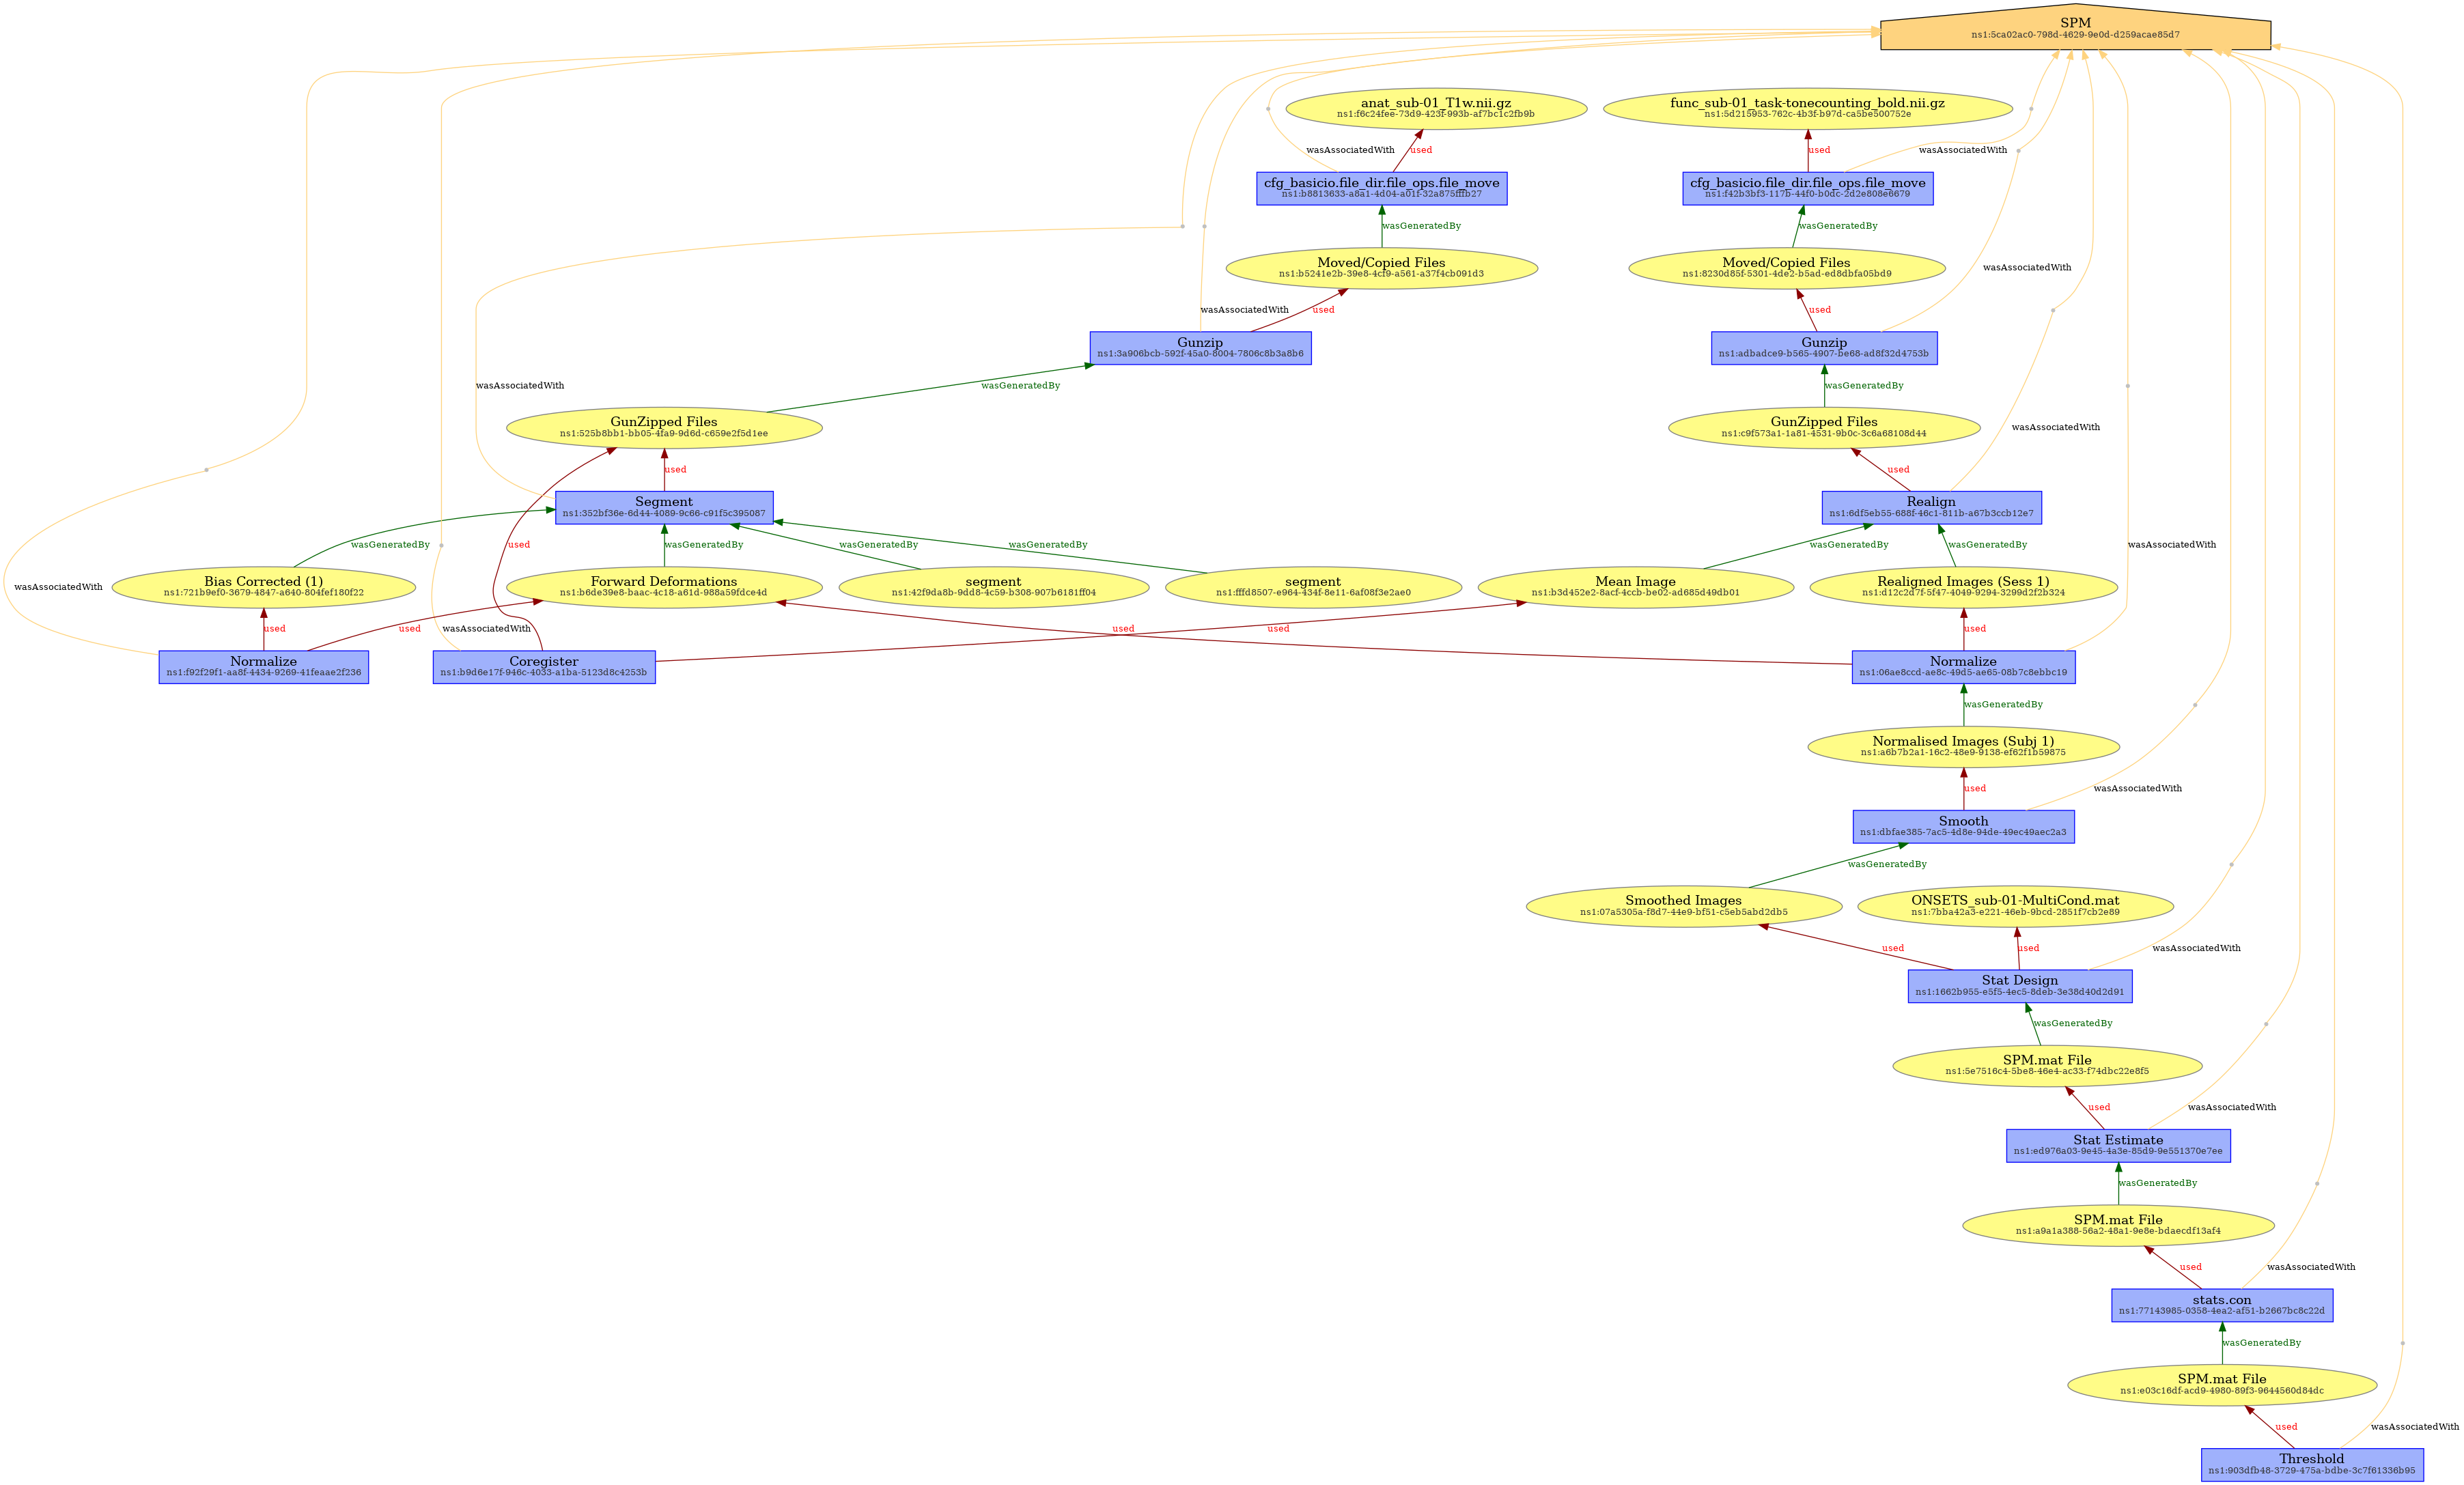 SPM
ns1:5ca02ac0-798d-4629-9e0d-d259acae85d7
anat_sub-01_T1w.nii.gz
ns1:f6c24fee-73d9-423f-993b-af7bc1c2fb9b
func_sub-01_task-tonecounting_bold.nii.gz
ns1:5d215953-762c-4b3f-b97d-ca5be500752e
wasAssociatedWith
used
used
wasAssociatedWith
cfg_basicio.file_dir.file_ops.file_move
ns1:b8813633-a8a1-4d04-a01f-32a875fffb27
cfg_basicio.file_dir.file_ops.file_move
ns1:f42b3bf3-117b-44f0-b0dc-2d2e808e6679
wasGeneratedBy
wasGeneratedBy
Moved/Copied Files
ns1:b5241e2b-39e8-4cf9-a561-a37f4cb091d3
Moved/Copied Files
ns1:8230d85f-5301-4de2-b5ad-ed8dbfa05bd9
wasAssociatedWith
wasAssociatedWith
used
used
Gunzip
ns1:3a906bcb-592f-45a0-8004-7806c8b3a8b6
Gunzip
ns1:adbadce9-b565-4907-be68-ad8f32d4753b
wasAssociatedWith
wasGeneratedBy
wasGeneratedBy
GunZipped Files
ns1:525b8bb1-bb05-4fa9-9d6d-c659e2f5d1ee
GunZipped Files
ns1:c9f573a1-1a81-4531-9b0c-3c6a68108d44
wasAssociatedWith
used
used
Segment
ns1:352bf36e-6d44-4089-9c66-c91f5c395087
Realign
ns1:6df5eb55-688f-46c1-811b-a67b3ccb12e7
wasGeneratedBy
used
wasGeneratedBy
wasGeneratedBy
wasGeneratedBy
wasGeneratedBy
wasGeneratedBy
wasAssociatedWith
wasAssociatedWith
Bias Corrected (1)
ns1:721b9ef0-3679-4847-a640-804fef180f22
Forward Deformations
ns1:b6de39e8-baac-4c18-a61d-988a59fdce4d
segment
ns1:42f9da8b-9dd8-4c59-b308-907b6181ff04
segment
ns1:fffd8507-e964-434f-8e11-6af08f3e2ae0
Mean Image
ns1:b3d452e2-8acf-4ccb-be02-ad685d49db01
Realigned Images (Sess 1)
ns1:d12c2d7f-5f47-4049-9294-3299d2f2b324
used
used
wasAssociatedWith
used
used
used
Normalize
ns1:f92f29f1-aa8f-4434-9269-41feaae2f236
Coregister
ns1:b9d6e17f-946c-4033-a1ba-5123d8c4253b
Normalize
ns1:06ae8ccd-ae8c-49d5-ae65-08b7c8ebbc19
wasGeneratedBy
Normalised Images (Subj 1)
ns1:a6b7b2a1-16c2-48e9-9138-ef62f1b59875
used
wasAssociatedWith
Smooth
ns1:dbfae385-7ac5-4d8e-94de-49ec49aec2a3
wasGeneratedBy
Smoothed Images
ns1:07a5305a-f8d7-44e9-bf51-c5eb5abd2db5
ONSETS_sub-01-MultiCond.mat
ns1:7bba42a3-e221-46eb-9bcd-2851f7cb2e89
used
used
wasAssociatedWith
Stat Design
ns1:1662b955-e5f5-4ec5-8deb-3e38d40d2d91
wasGeneratedBy
SPM.mat File
ns1:5e7516c4-5be8-46e4-ac33-f74dbc22e8f5
used
wasAssociatedWith
Stat Estimate
ns1:ed976a03-9e45-4a3e-85d9-9e551370e7ee
wasGeneratedBy
SPM.mat File
ns1:a9a1a388-56a2-48a1-9e8e-bdaecdf13af4
used
wasAssociatedWith
stats.con
ns1:77143985-0358-4ea2-af51-b2667bc8c22d
wasGeneratedBy
SPM.mat File
ns1:e03c16df-acd9-4980-89f3-9644560d84dc
used
wasAssociatedWith
Threshold
ns1:903dfb48-3729-475a-bdbe-3c7f61336b95